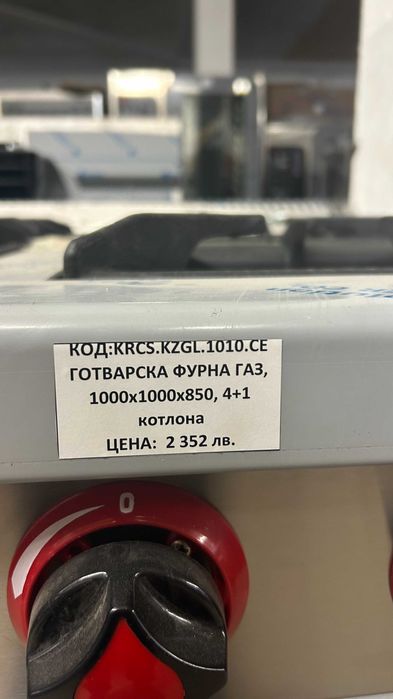 КОД:KRCS.KZGL.1010.CE
ГОТВАРСКА ФУРНА ГАЗ,
1000x1000x850, 4+1
котлона
ЦЕНА: 2 352 лв.
0